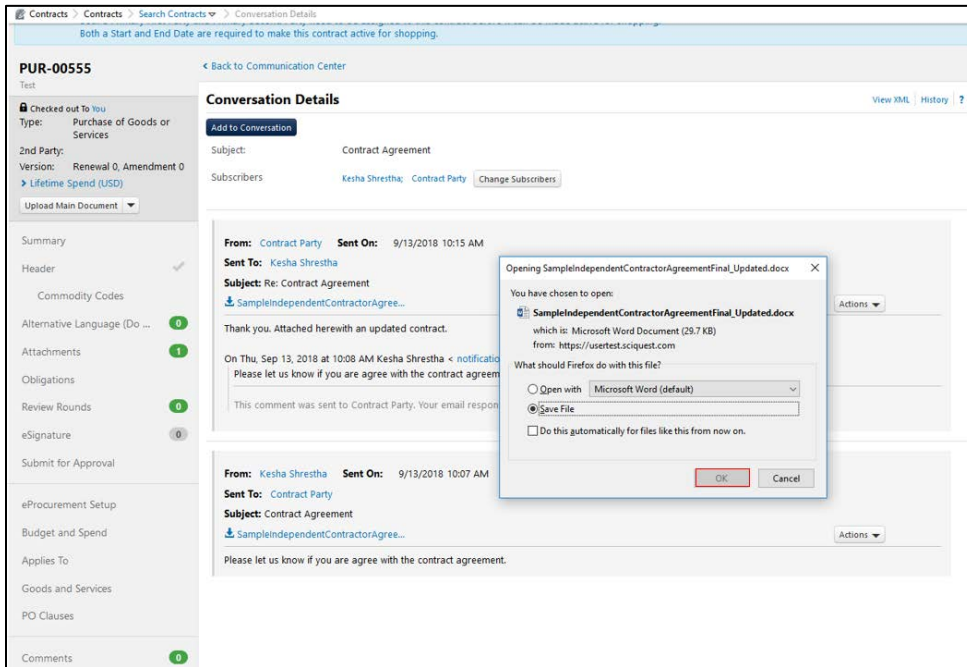 Contracts > Contracts > Search Contracts > Conversation Details
Both a Start and End Date are required to make this contract active for shopping.
PUR-00555
Test
Checked out To You
Type: Purchase of Goods or Services
2nd Party:
Version: Renewal 0, Amendment 0
> Lifetime Spend (USD)
Upload Main Document
Summary
Header
Commodity Codes
Alternative Language (Do ... 0
Attachments 1
Obligations
Review Rounds 0
eSignature 0
Submit for Approval
eProcurement Setup
Budget and Spend
Applies To
Goods and Services
PO Clauses
Comments 0
< Back to Communication Center
Conversation Details
View XML | History | ?
Add to Conversation
Subject: Contract Agreement
Subscribers Kesha Shrestha; Contract Party Change Subscribers
From: Contract Party Sent On: 9/13/2018 10:15 AM
Sent To: Kesha Shrestha
Subject: Re: Contract Agreement
SampleIndependentContractorAgree...
Actions
Thank you. Attached herewith an updated contract.
On Thu, Sep 13, 2018 at 10:08 AM Kesha Shrestha < notificatio
Please let us know if you are agree with the contract agreem
This comment was sent to Contract Party. Your email respon
From: Kesha Shrestha Sent On: 9/13/2018 10:07 AM
Sent To: Contract Party
Subject: Contract Agreement
SampleIndependentContractorAgree...
Actions
Please let us know if you are agree with the contract agreement.
Opening SampleIndependentContractorAgreementFinal_Updated.docx
You have chosen to open:
SampleIndependentContractorAgreementFinal_Updated.docx
which is: Microsoft Word Document (29.7 KB)
from: https://usertest.sciquest.com
What should Firefox do with this file?
Open with Microsoft Word (default)
Save File
Do this automatically for files like this from now on.
OK Cancel